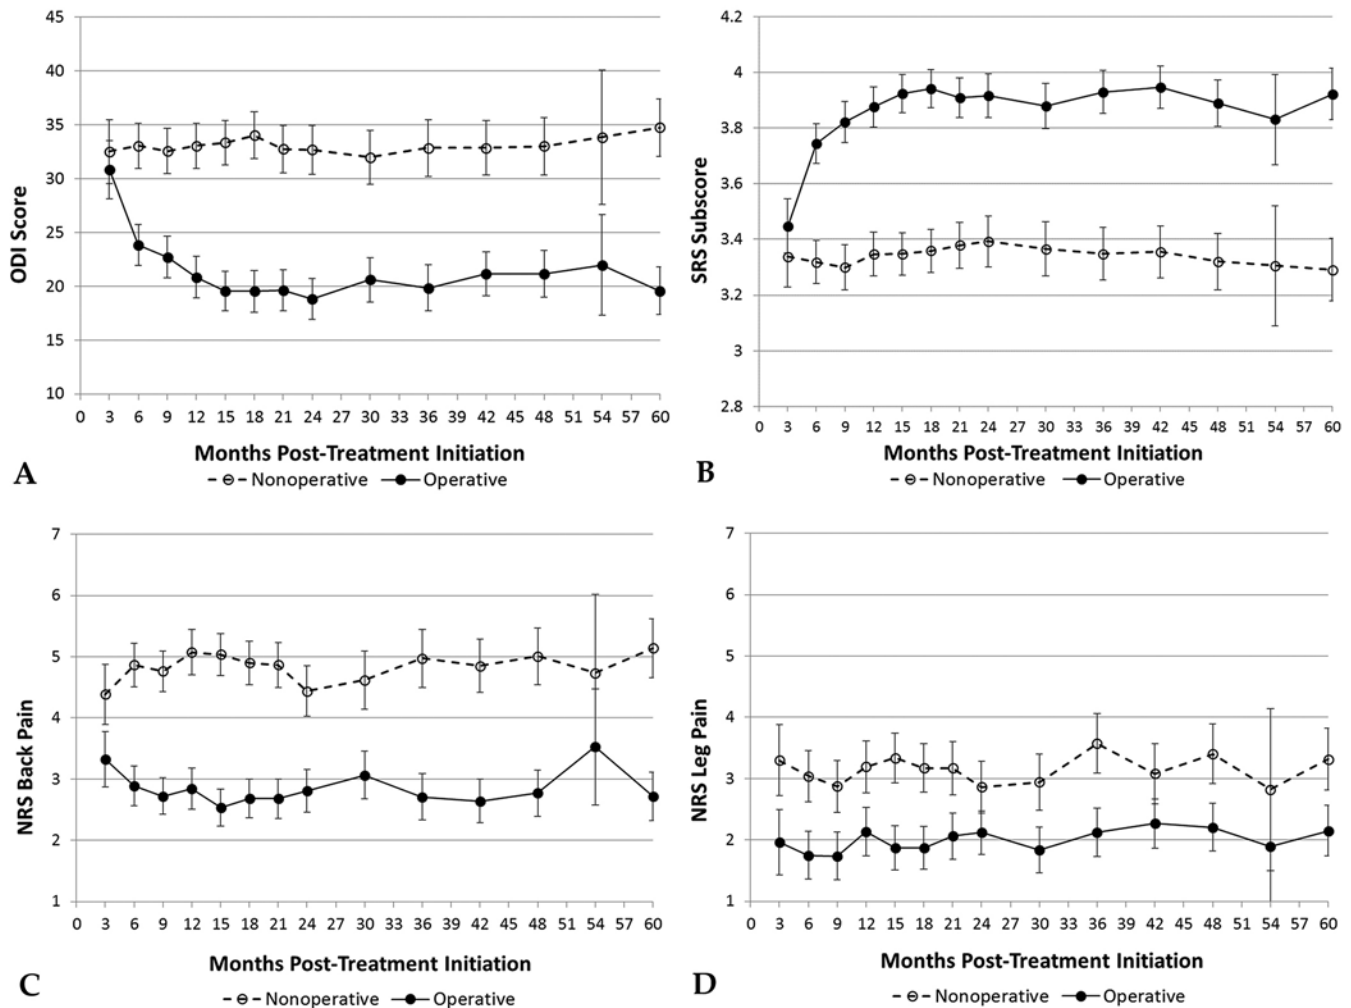 45
40
35
30
25
20
15
10
ODI Score
0 3 6 9 12 15 18 21 24 27 30 33 36 39 42 45 48 51 54 57 60
Months Post-Treatment Initiation
A
Nonoperative Operative
4.2
4
3.8
3.6
3.4
3.2
3
2.8
SRS Subscore
0 3 6 9 12 15 18 21 24 27 30 33 36 39 42 45 48 51 54 57 60
Months Post-Treatment Initiation
B
Nonoperative Operative
7
6
5
4
3
2
1
NRS Back Pain
0 3 6 9 12 15 18 21 24 27 30 33 36 39 42 45 48 51 54 57 60
Months Post-Treatment Initiation
C
Nonoperative Operative
7
6
5
4
3
2
1
NRS Leg Pain
0 3 6 9 12 15 18 21 24 27 30 33 36 39 42 45 48 51 54 57 60
Months Post-Treatment Initiation
D
Nonoperative Operative